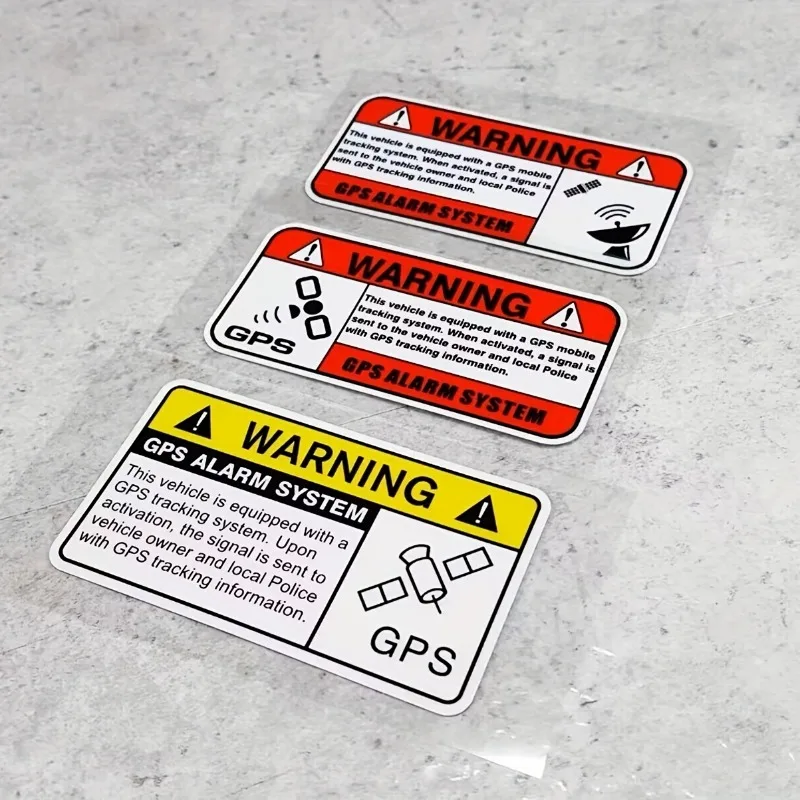 WARNING
This vehicle is equipped with a GPS mobile
tracking system. When activated, a signal is
sent to the vehicle owner and local Police
with GPS tracking information.
GPS ALARM SYSTEM
WARNING
GPS
This vehicle is equipped with a GPS mobile
tracking system. When activated, a signal is
sent to the vehicle owner and local Police
with GPS tracking information.
GPS ALARM SYSTEM
WARNING
GPS ALARM SYSTEM
This vehicle is equipped with a
GPS tracking system. Upon
activation, the signal is sent to
vehicle owner and local Police
with GPS tracking information.
GPS